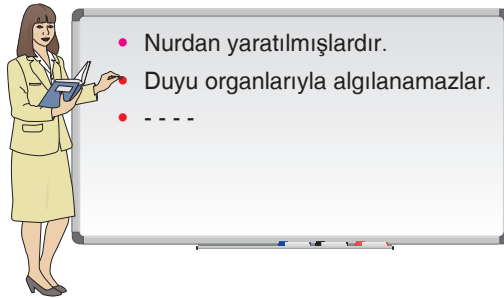 • Nurdan yaratılmışlardır.
• Duyu organlarıyla algılanamazlar.
• - - - -